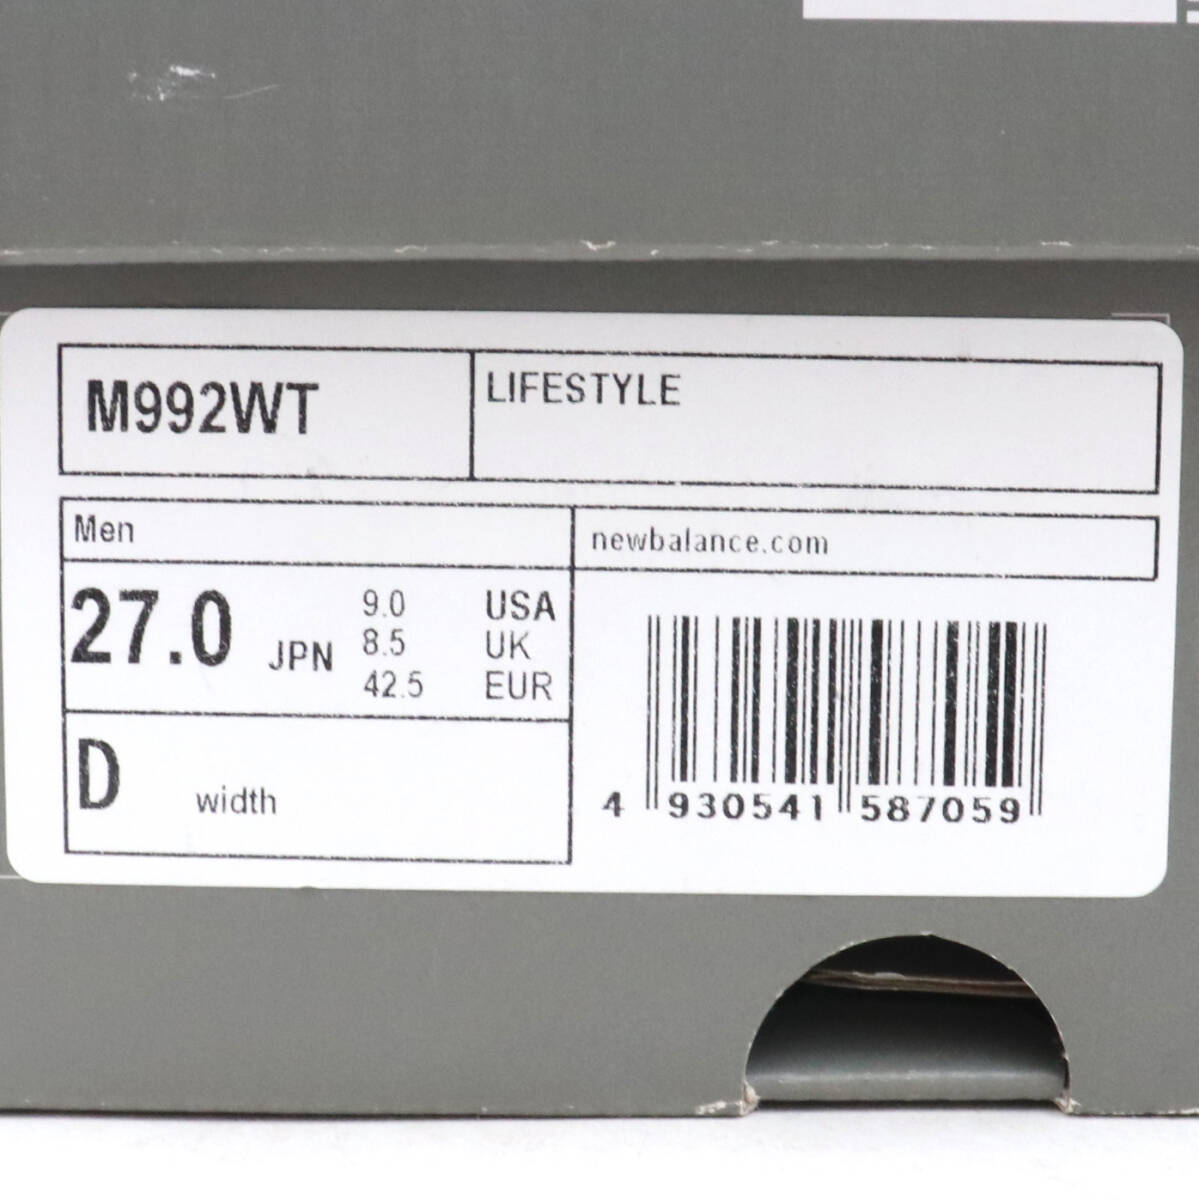 M992WT
LIFESTYLE
Men
newbalance.com
27.0 JPN
9.0 USA
8.5 UK
42.5 EUR
D width
4 930541 587059